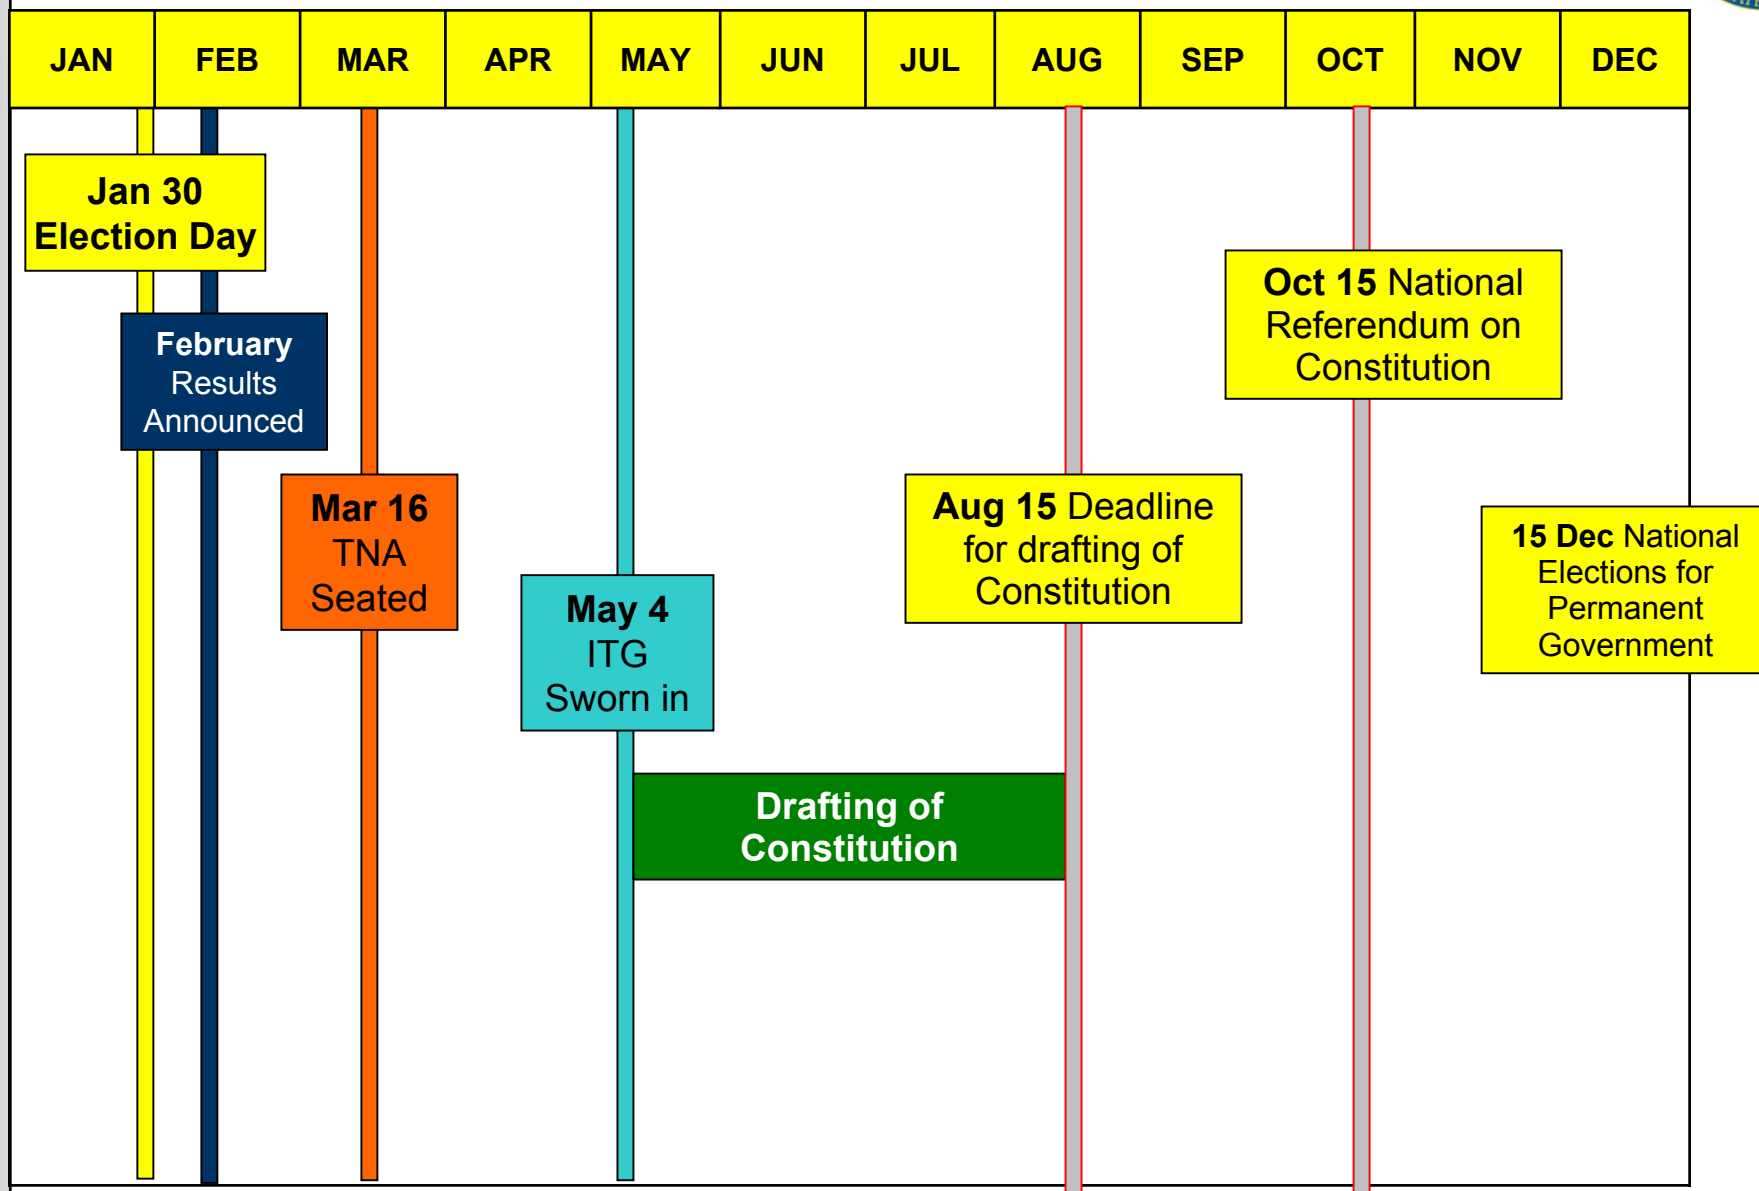 JAN FEB MAR APR MAY JUN JUL AUG SEP OCT NOV DEC
Jan 30
Election Day
February
Results
Announced
Mar 16
TNA
Seated
May 4
ITG
Sworn in
Drafting of
Constitution
Aug 15 Deadline
for drafting of
Constitution
Oct 15 National
Referendum on
Constitution
15 Dec National
Elections for
Permanent
Government